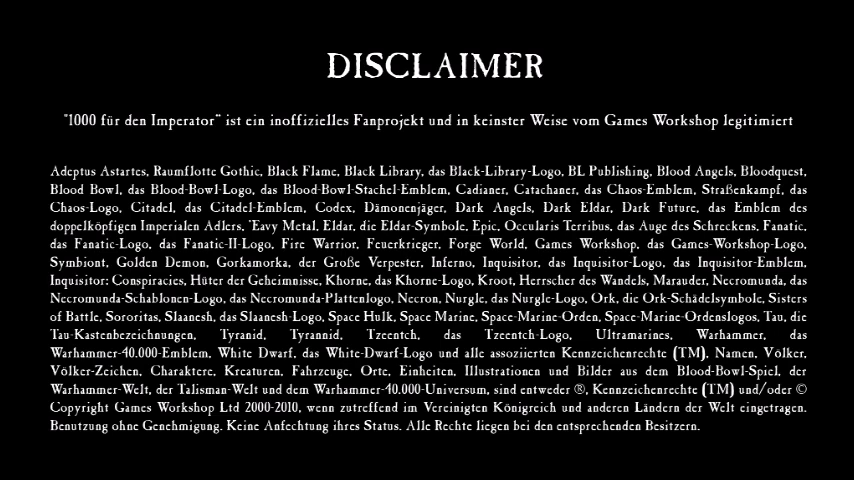 DISCLAIMER
"1000 für den Imperator" ist ein inoffizielles Fanprojekt und in keinster Weise vom Games Workshop legitimiert
Adeptus Astartes, Raumflotte Gothic, Black Flame, Black Library, das Black-Library-Logo, BL Publishing, Blood Angels, Bloodquest,
Blood Bowl, das Blood-Bowl-Logo, das Blood-Bowl-Stachel-Emblem, Cadianer, Catachaner, das Chaos-Emblem, Straßenkampf, das
Chaos-Logo, Citadel, das Citadel-Emblem, Codex, Dämonenjäger, Dark Angels, Dark Eldar, Dark Future, das Emblem des
doppelköpfigen Imperialen Adlers, 'Eavy Metal, Eldar, die Eldar-Symbole, Epic, Occularis Terribus, das Auge des Schreckens, Fanatic,
das Fanatic-Logo, das Fanatic-II-Logo, Fire Warrior, Feuerkrieger, Forge World, Games Workshop, das Games-Workshop-Logo,
Symbiont, Golden Demon, Gorkamorka, der Große Verpester, Inferno, Inquisitor, das Inquisitor-Logo, das Inquisitor-Emblem,
Inquisitor: Conspiracies, Hüter der Geheimnisse, Khorne, das Khorne-Logo, Kroot, Herrscher des Wandels, Marauder, Necromunda, das
Necromunda-Schablonen-Logo, das Necromunda-Plattenlogo, Necron, Nurgle, das Nurgle-Logo, Ork, die Ork-Schädelsymbole, Sisters
of Battle, Sororitas, Slaanesh, das Slaanesh-Logo, Space Hulk, Space Marine, Space-Marine-Orden, Space-Marine-Ordenslogos, Tau, die
Tau-Kastenbezeichnungen, Tyranid, Tyrannid, Tzeentch, das Tzeentch-Logo, Ultramarines, Warhammer, das
Warhammer-40.000-Emblem, White Dwarf, das White-Dwarf-Logo und alle assoziierten Kennzeichenrechte (TM), Namen, Völker,
Völker-Zeichen, Charaktere, Kreaturen, Fahrzeuge, Orte, Einheiten, Illustrationen und Bilder aus dem Blood-Bowl-Spiel, der
Warhammer-Welt, der Talisman-Welt und dem Warhammer-40.000-Universum, sind entweder ®, Kennzeichenrechte (TM) und/oder ©
Copyright Games Workshop Ltd 2000-2010, wenn zutreffend im Vereinigten Königreich und anderen Ländern der Welt eingetragen.
Benutzung ohne Genehmigung. Keine Anfechtung ihres Status. Alle Rechte liegen bei den entsprechenden Besitzern.